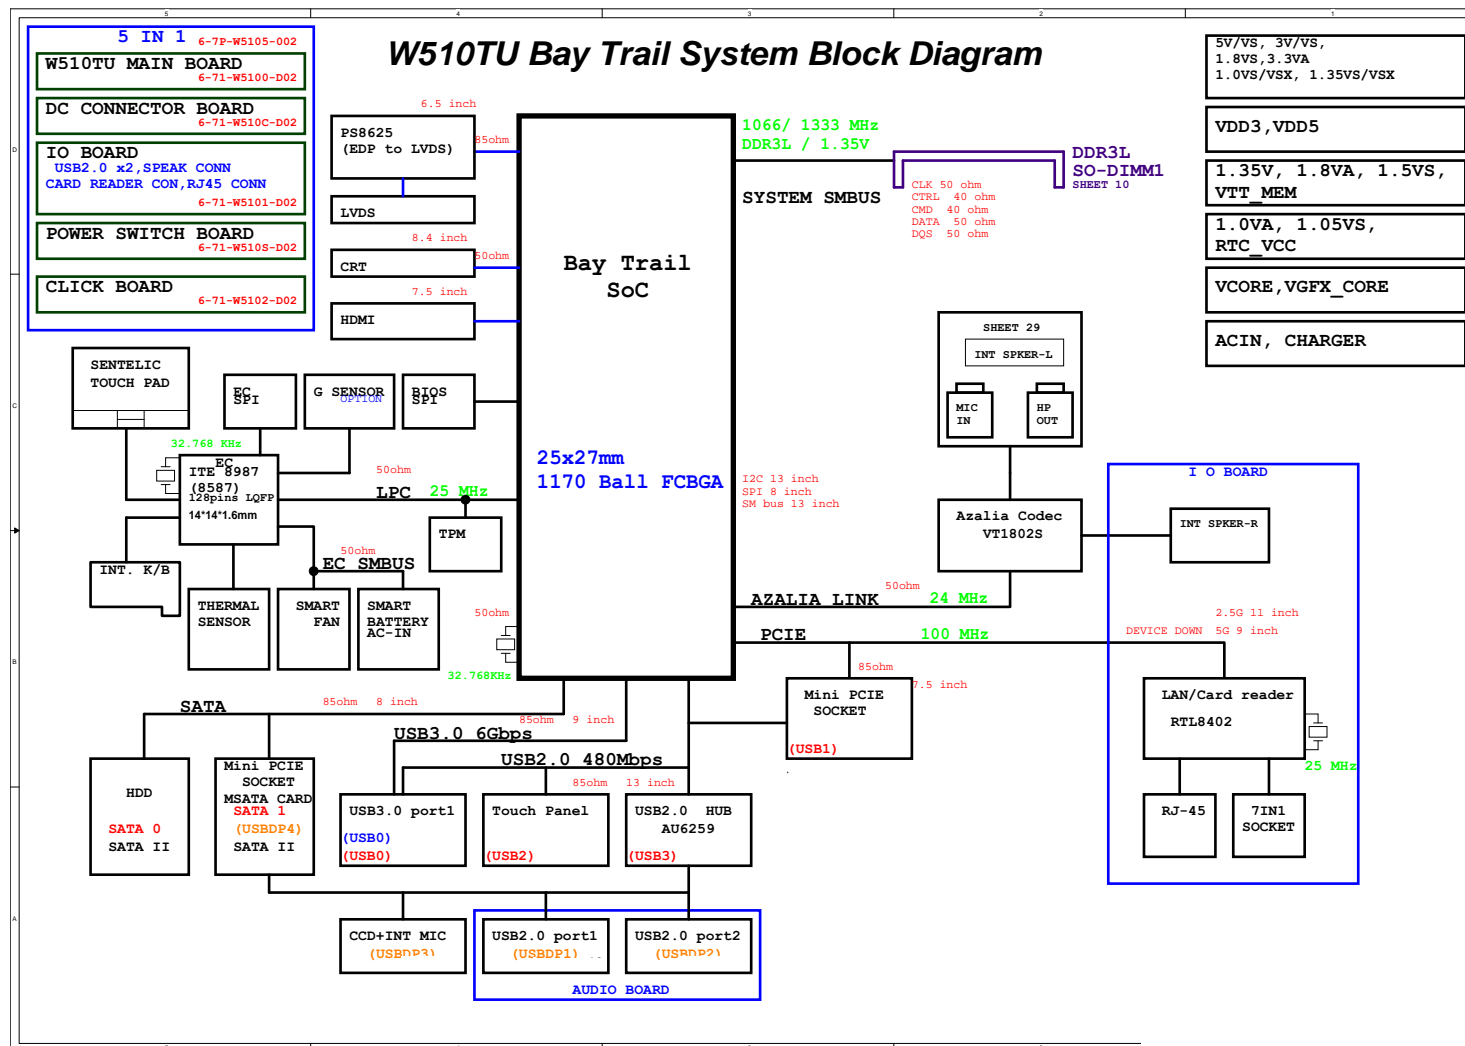 W510TU Bay Trail System Block Diagram
5 IN 1 6-7P-W5105-002
W510TU MAIN BOARD
6-71-W5100-D02
DC CONNECTOR BOARD
6-71-W510C-D02
IO BOARD
USB2.0 x2,SPEAK CONN
CARD READER CON,RJ45 CONN
6-71-W5101-D02
POWER SWITCH BOARD
6-71-W510S-D02
CLICK BOARD
6-71-W5102-D02
6.5 inch
PS8625
(EDP to LVDS)
85ohm
LVDS
8.4 inch
CRT
50ohm
7.5 inch
HDMI
Bay Trail
SoC
25x27mm
1170 Ball FCBGA
1066/ 1333 MHz
DDR3L / 1.35V
SYSTEM SMBUS
DDR3L
SO-DIMM1
SHEET 10
CLK 50 ohm
CTRL 40 ohm
CMD 40 ohm
DATA 50 ohm
DQS 50 ohm
5V/VS, 3V/VS,
1.8VS,3.3VA
1.0VS/VSX, 1.35VS/VSX
VDD3,VDD5
1.35V, 1.8VA, 1.5VS,
VTT_MEM
1.0VA, 1.05VS,
RTC_VCC
VCORE,VGFX_CORE
ACIN, CHARGER
SENTELIC
TOUCH PAD
EC
SPI
G SENSOR
OPTION
BIOS
SPI
32.768 KHz
EC
ITE 8987
(8587)
128pins LQFP
14*14*1.6mm
50ohm
LPC 25 MHz
TPM
INT. K/B
50ohm
EC SMBUS
THERMAL
SENSOR
SMART
FAN
SMART
BATTERY
AC-IN
50ohm
32.768KHz
I2C 13 inch
SPI 8 inch
SM bus 13 inch
SHEET 29
INT SPKER-L
MIC
IN
HP
OUT
Azalia Codec
VT1802S
50ohm
AZALIA LINK 24 MHz
PCIE 100 MHz
85ohm
7.5 inch
Mini PCIE
SOCKET
(USB1)
I O BOARD
INT SPKER-R
2.5G 11 inch
DEVICE DOWN 5G 9 inch
LAN/Card reader
RTL8402
25 MHz
RJ-45
7IN1
SOCKET
SATA
85ohm 8 inch
85ohm 9 inch
USB3.0 6Gbps
USB2.0 480Mbps
85ohm 13 inch
HDD
SATA 0
SATA II
Mini PCIE
SOCKET
MSATA CARD
SATA 1
(USBDP4)
SATA II
USB3.0 port1
(USB0)
(USB0)
Touch Panel
(USB2)
USB2.0 HUB
AU6259
(USB3)
CCD+INT MIC
(USBDP3)
USB2.0 port1
(USBDP1) ..
USB2.0 port2
(USBDP2)
AUDIO BOARD